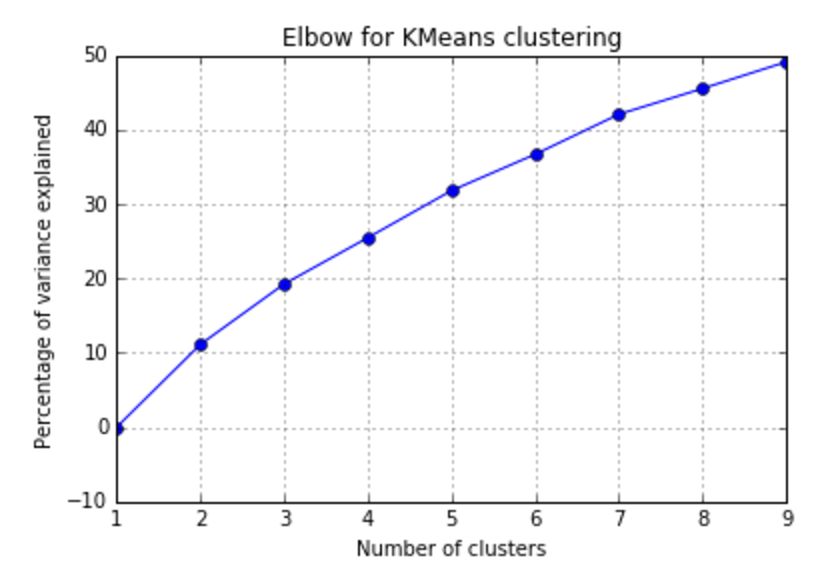 Elbow for KMeans clustering
50
40
30
20
10
0
−10
Percentage of variance explained
1 2 3 4 5 6 7 8 9
Number of clusters